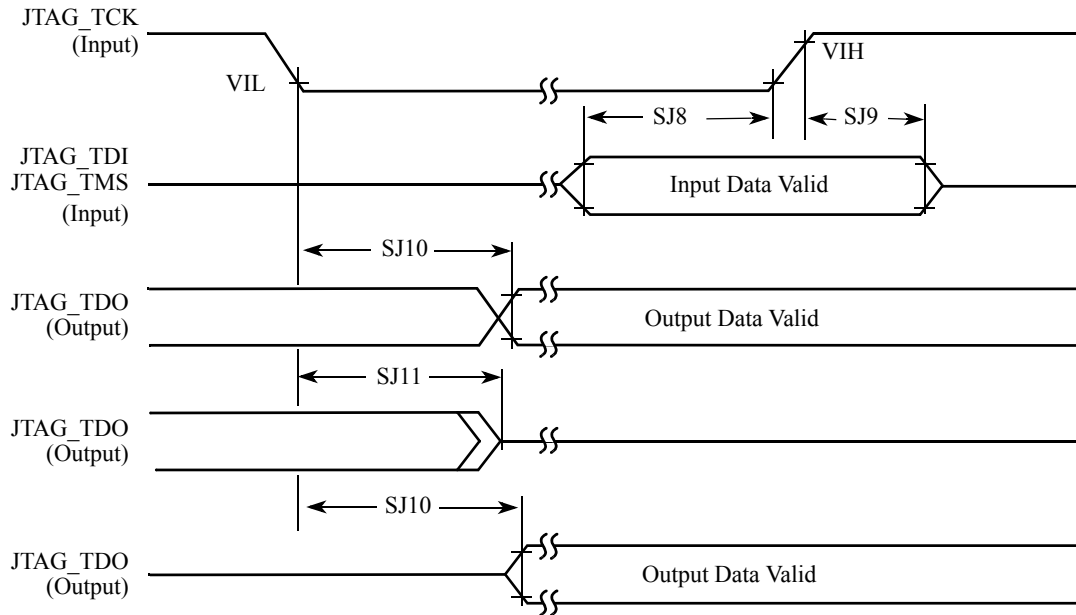 JTAG_TCK
(Input)
VIL
VIH
SJ8
SJ9
JTAG_TDI
JTAG_TMS
(Input)
Input Data Valid
SJ10
JTAG_TDO
(Output)
Output Data Valid
SJ11
JTAG_TDO
(Output)
SJ10
JTAG_TDO
(Output)
Output Data Valid